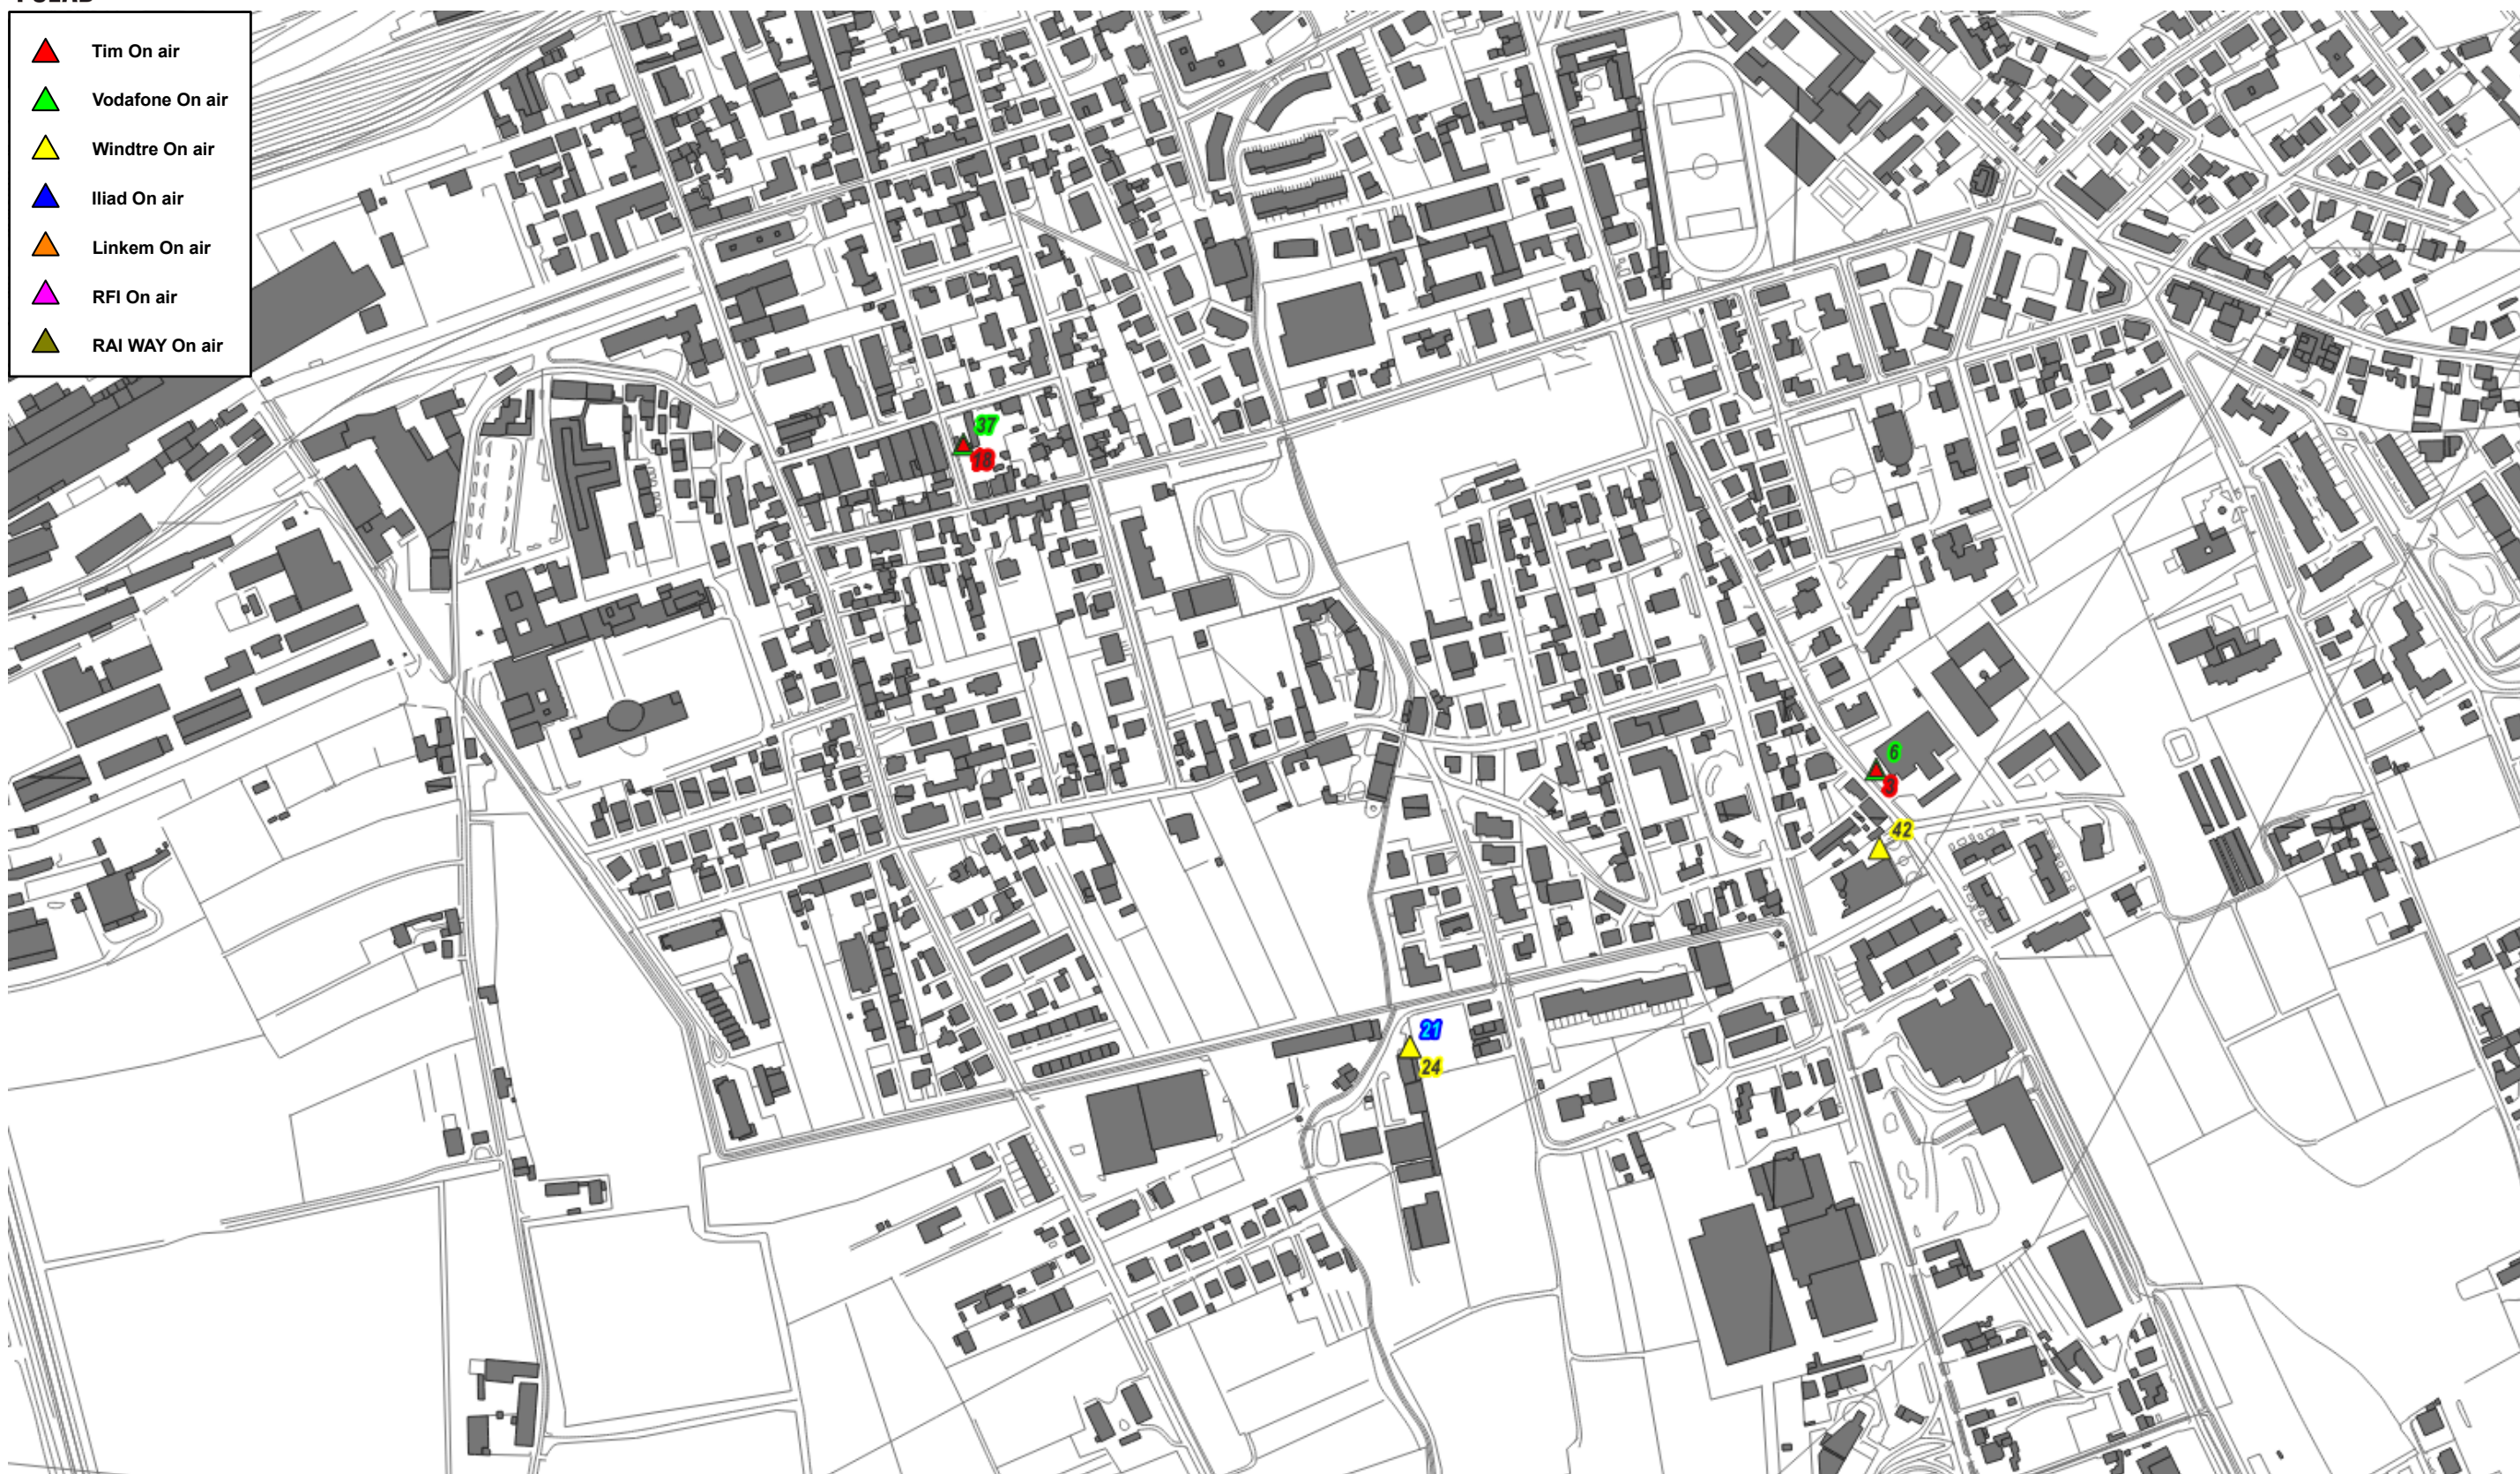 Tim On air
Vodafone On air
Windtre On air
Iliad On air
Linkem On air
RFI On air
RAI WAY On air
37
18
6
9
42
21
24